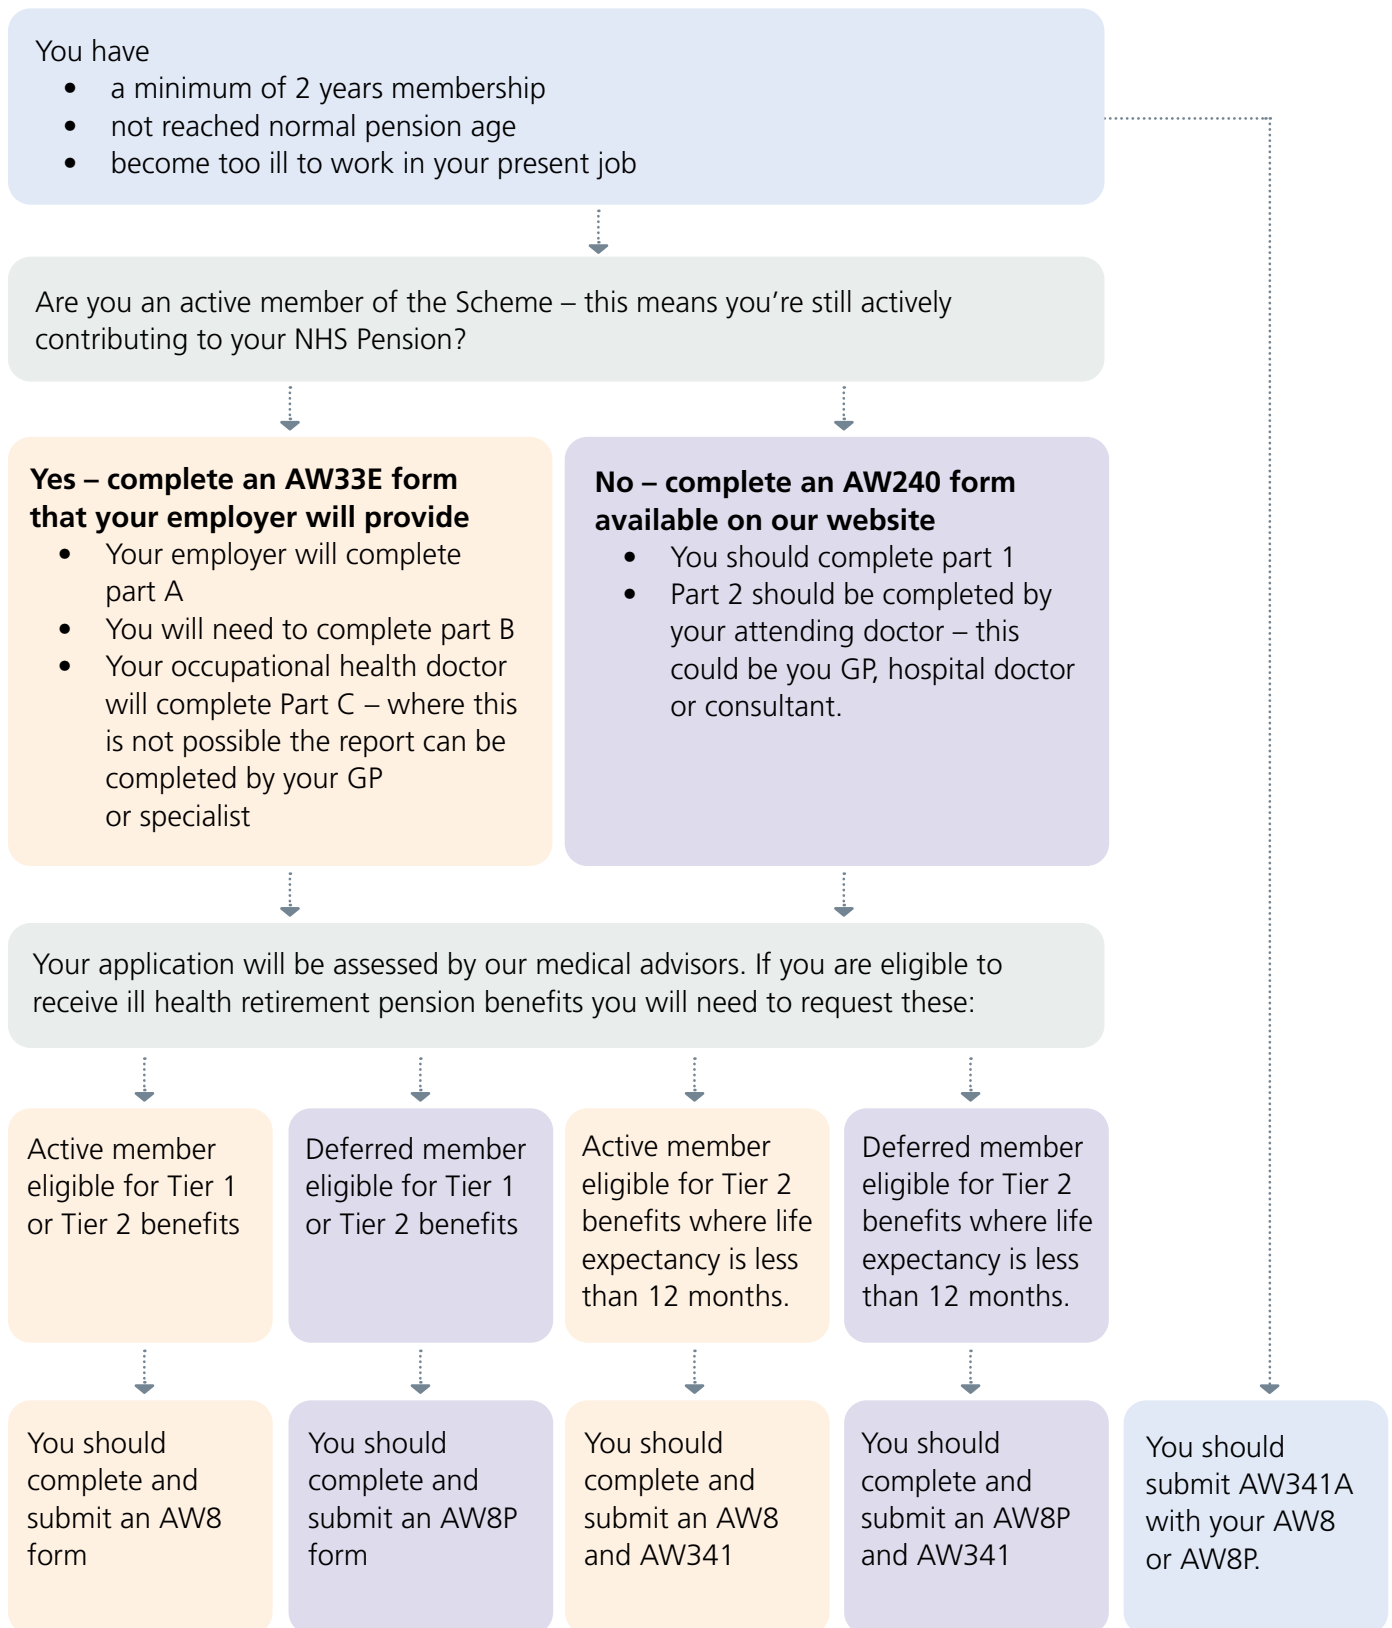 You have
• a minimum of 2 years membership
• not reached normal pension age
• become too ill to work in your present job
Are you an active member of the Scheme – this means you’re still actively
contributing to your NHS Pension?
Yes – complete an AW33E form
that your employer will provide
• Your employer will complete
part A
• You will need to complete part B
• Your occupational health doctor
will complete Part C – where this
is not possible the report can be
completed by your GP
or specialist
No – complete an AW240 form
available on our website
• You should complete part 1
• Part 2 should be completed by
your attending doctor – this
could be you GP, hospital doctor
or consultant.
Your application will be assessed by our medical advisors. If you are eligible to
receive ill health retirement pension benefits you will need to request these:
Active member
eligible for Tier 1
or Tier 2 benefits
Deferred member
eligible for Tier 1
or Tier 2 benefits
Active member
eligible for Tier 2
benefits where life
expectancy is less
than 12 months.
Deferred member
eligible for Tier 2
benefits where life
expectancy is less
than 12 months.
You should
complete and
submit an AW8
form
You should
complete and
submit an AW8P
form
You should
complete and
submit an AW8
and AW341
You should
complete and
submit an AW8P
and AW341
You should
submit AW341A
with your AW8
or AW8P.